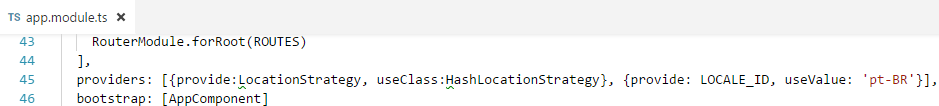 TS app.module.ts ×
43 RouterModule.forRoot(ROUTES)
44 ],
45 providers: [{provide:LocationStrategy, useClass:HashLocationStrategy}, {provide: LOCALE_ID, useValue: 'pt-BR'}],
46 bootstrap: [AppComponent]